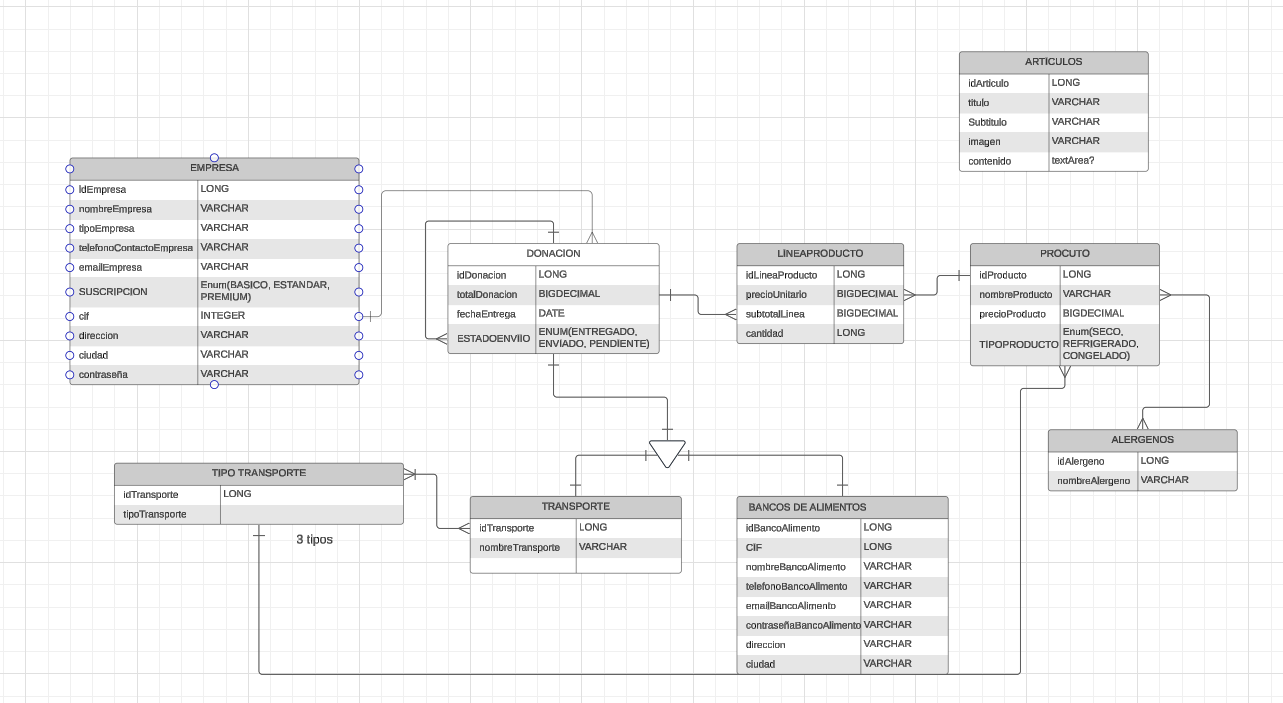 ARTICULOS
idArticulo LONG
titulo VARCHAR
Subtitulo VARCHAR
imagen VARCHAR
contenido textArea?
EMPRESA
idEmpresa LONG
nombreEmpresa VARCHAR
tipoEmpresa VARCHAR
telefonoContactoEmpresa VARCHAR
emailEmpresa VARCHAR
SUSCRIPCION Enum(BASICO, ESTANDAR,
PREMIUM)
cif INTEGER
direccion VARCHAR
ciudad VARCHAR
contraseña VARCHAR
DONACION
idDonacion LONG
totalDonacion BIGDECIMAL
fechaEntrega DATE
ESTADOENVIIO ENUM(ENTREGADO,
ENVIADO, PENDIENTE)
LINEAPRODUCTO
idLineaProducto LONG
precioUnitario BIGDECIMAL
subtotalLinea BIGDECIMAL
cantidad LONG
PROCUTO
idProducto LONG
nombreProducto VARCHAR
precioProducto BIGDECIMAL
TIPOPRODUCTO Enum(SECO,
REFRIGERADO,
CONGELADO)
ALERGENOS
idAlergeno LONG
nombreAlergeno VARCHAR
TIPO TRANSPORTE
idTransporte LONG
tipoTransporte
3 tipos
TRANSPORTE
idTransporte LONG
nombreTransporte VARCHAR
BANCOS DE ALIMENTOS
idBancoAlimento LONG
CIF LONG
nombreBancoAlimento VARCHAR
telefonoBancoAlimento VARCHAR
emailBancoAlimento VARCHAR
contraseñaBancoAlimento VARCHAR
direccion VARCHAR
ciudad VARCHAR